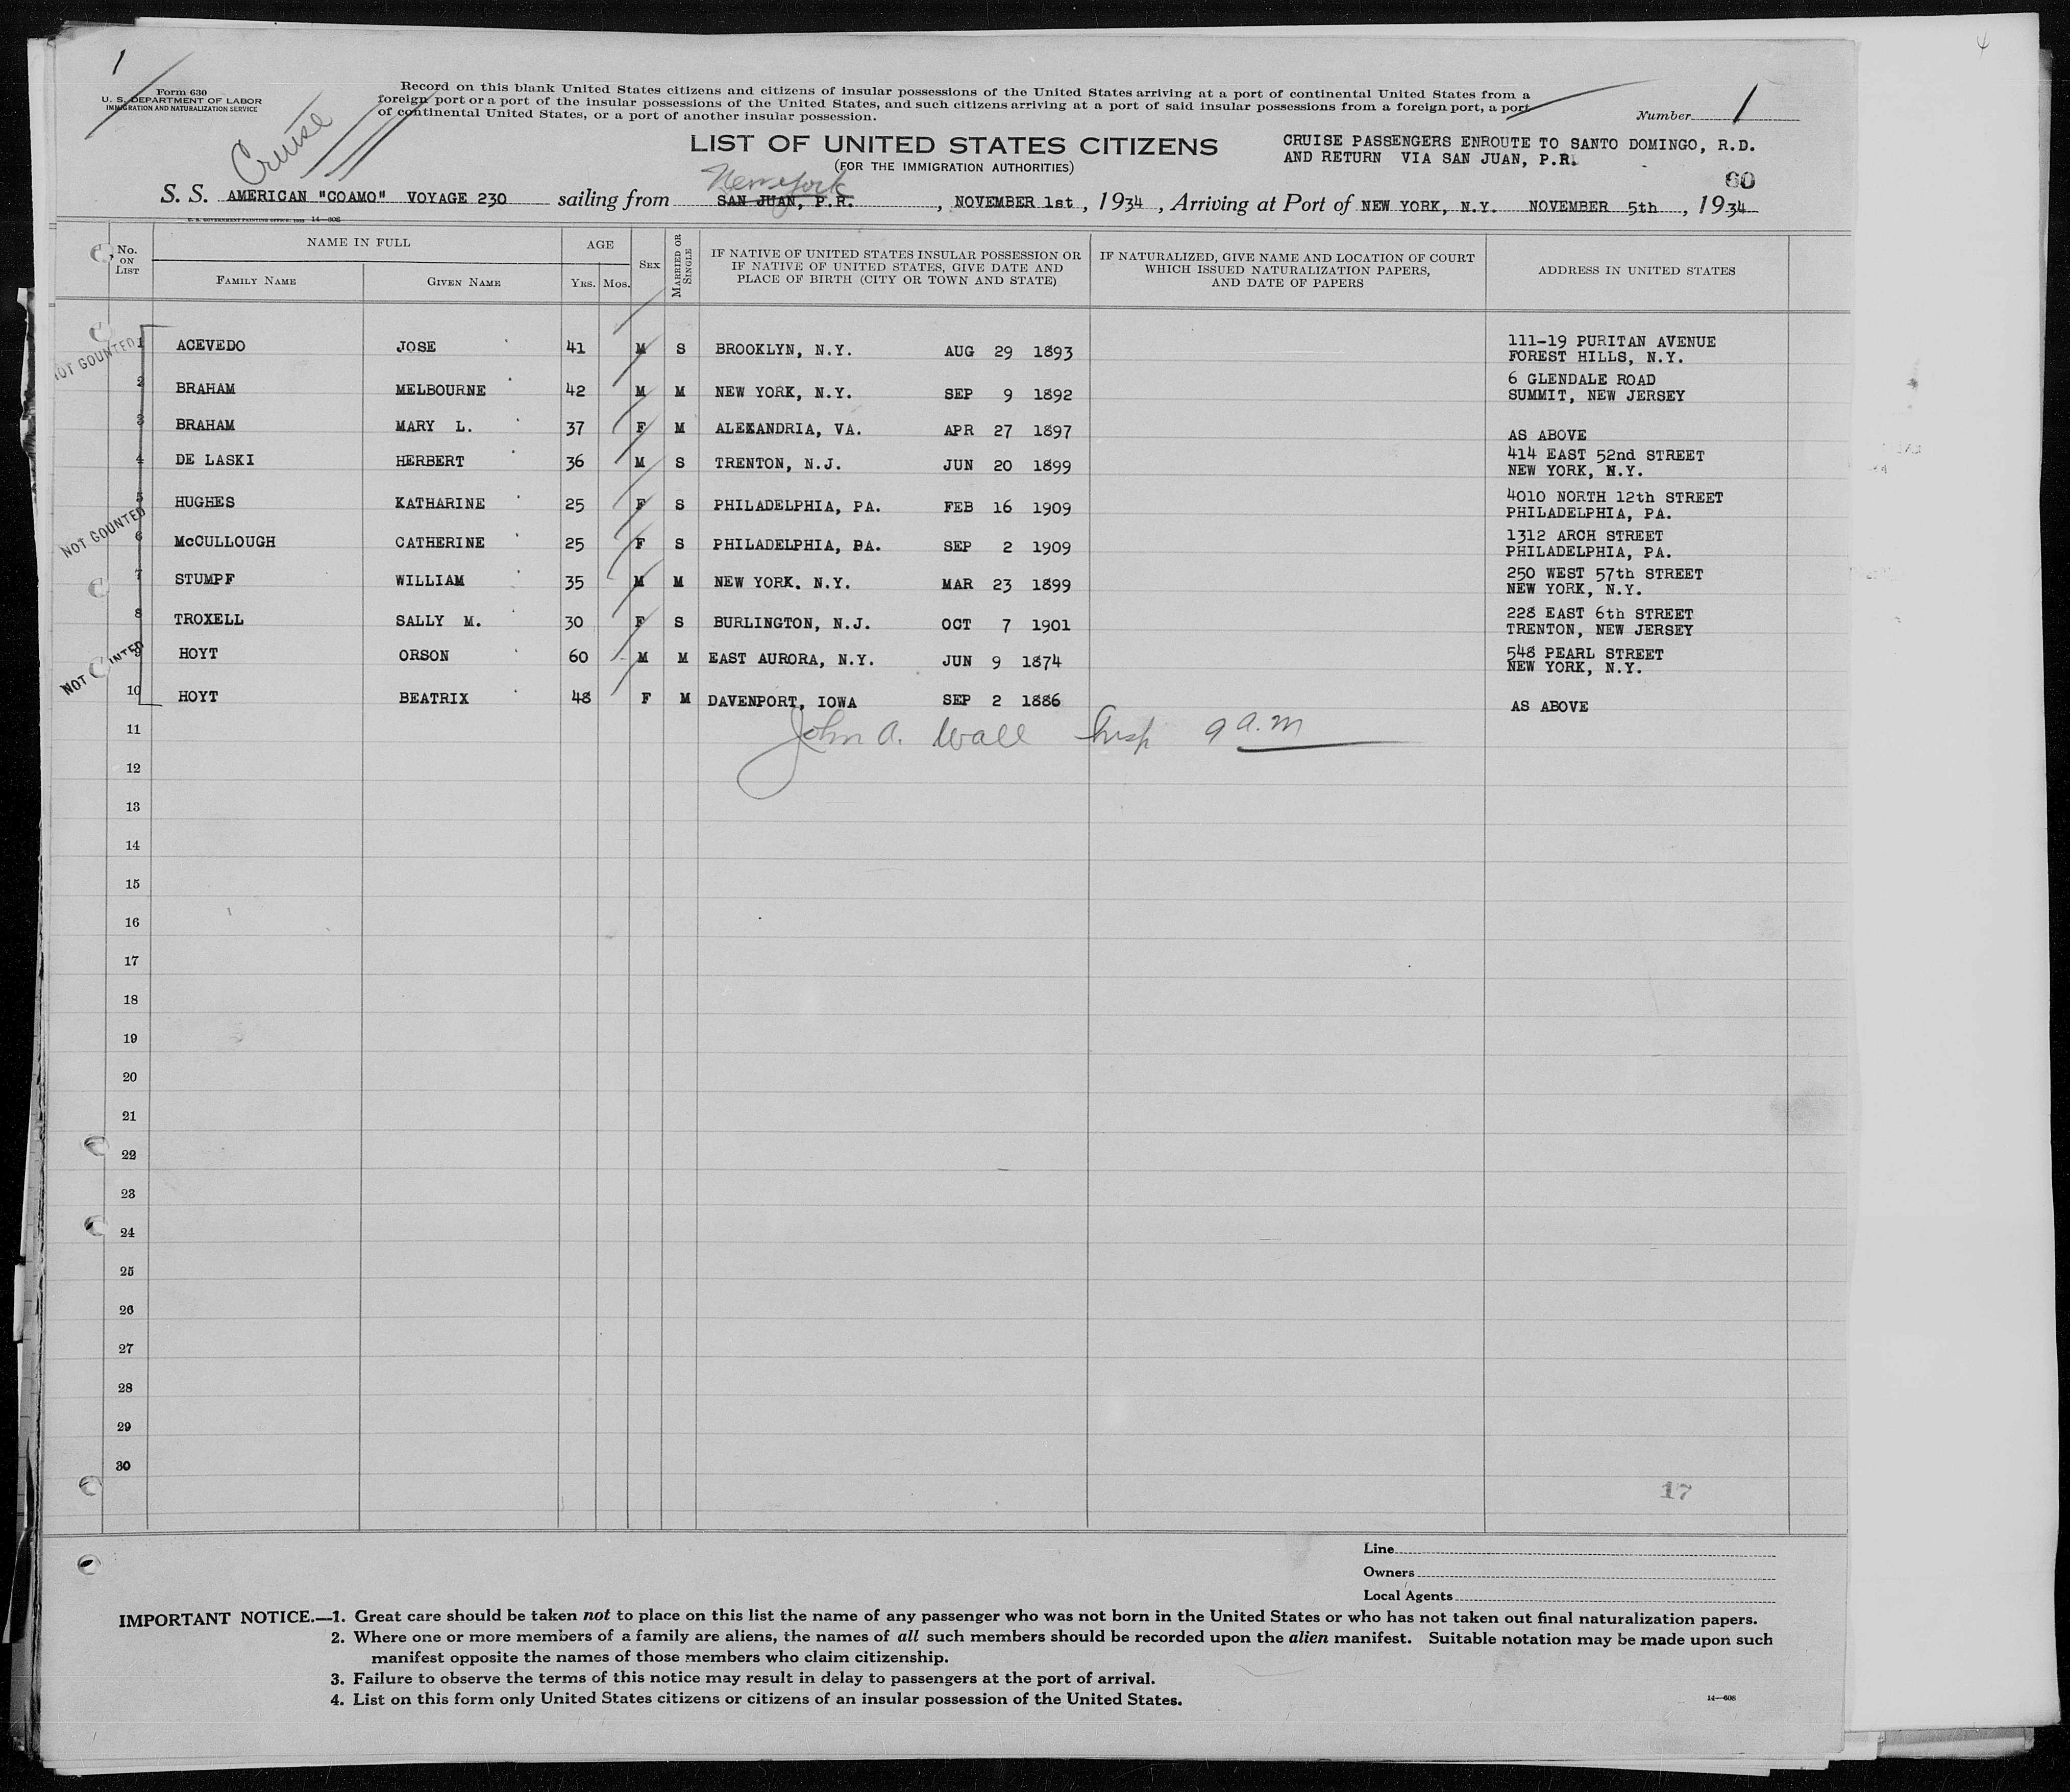 1
Form 630
U. S. DEPARTMENT OF LABOR
IMMIGRATION AND NATURALIZATION SERVICE
Cruise
Record on this blank United States citizens and citizens of insular possessions of the United States arriving at a port of continental United States from a
foreign port or a port of the insular possessions of the United States, and such citizens arriving at a port of said insular possessions from a foreign port, a port
of continental United States, or a port of another insular possession.
Number 1
LIST OF UNITED STATES CITIZENS
(FOR THE IMMIGRATION AUTHORITIES)
CRUISE PASSENGERS ENROUTE TO SANTO DOMINGO, R.D.
AND RETURN VIA SAN JUAN, P.R.
60
New York
S. S. AMERICAN "COAMO" VOYAGE 230 sailing from SAN JUAN, P.R. , NOVEMBER 1st , 1934 , Arriving at Port of NEW YORK, N.Y. NOVEMBER 5th , 1934
U. S. GOVERNMENT PRINTING OFFICE: 14-608
No. ON LIST
NAME IN FULL
FAMILY NAME GIVEN NAME
AGE
YRS. MOS.
SEX
MARRIED OR SINGLE
IF NATIVE OF UNITED STATES INSULAR POSSESSION OR
IF NATIVE OF UNITED STATES, GIVE DATE AND
PLACE OF BIRTH (CITY OR TOWN AND STATE)
IF NATURALIZED, GIVE NAME AND LOCATION OF COURT
WHICH ISSUED NATURALIZATION PAPERS,
AND DATE OF PAPERS
ADDRESS IN UNITED STATES
NOT COUNTED
1 ACEVEDO JOSE 41 M S BROOKLYN, N.Y. AUG 29 1893 111-19 PURITAN AVENUE
FOREST HILLS, N.Y.
2 BRAHAM MELBOURNE 42 M M NEW YORK, N.Y. SEP 9 1892 6 GLENDALE ROAD
SUMMIT, NEW JERSEY
3 BRAHAM MARY L. 37 F M ALEXANDRIA, VA. APR 27 1897 AS ABOVE
4 DE LASKI HERBERT 36 M S TRENTON, N.J. JUN 20 1899 414 EAST 52nd STREET
NEW YORK, N.Y.
5 HUGHES KATHARINE 25 F S PHILADELPHIA, PA. FEB 16 1909 4010 NORTH 12th STREET
PHILADELPHIA, PA.
NOT COUNTED
6 McCULLOUGH CATHERINE 25 F S PHILADELPHIA, PA. SEP 2 1909 1312 ARCH STREET
PHILADELPHIA, PA.
7 STUMPF WILLIAM 35 M M NEW YORK. N.Y. MAR 23 1899 250 WEST 57th STREET
NEW YORK, N.Y.
8 TROXELL SALLY M. 30 F S BURLINGTON, N.J. OCT 7 1901 228 EAST 6th STREET
TRENTON, NEW JERSEY
9 HOYT ORSON 60 M M EAST AURORA, N.Y. JUN 9 1874 548 PEARL STREET
NEW YORK, N.Y.
NOT
10 HOYT BEATRIX 48 F M DAVENPORT, IOWA SEP 2 1886 AS ABOVE
11 John A. Wall Insp 9 a.m
12
13
14
15
16
17
18
19
20
21
22
23
24
25
26
27
28
29
30
17
Line
Owners
Local Agents
IMPORTANT NOTICE.—1. Great care should be taken not to place on this list the name of any passenger who was not born in the United States or who has not taken out final naturalization papers.
2. Where one or more members of a family are aliens, the names of all such members should be recorded upon the alien manifest. Suitable notation may be made upon such
manifest opposite the names of those members who claim citizenship.
3. Failure to observe the terms of this notice may result in delay to passengers at the port of arrival.
4. List on this form only United States citizens or citizens of an insular possession of the United States.
14-608